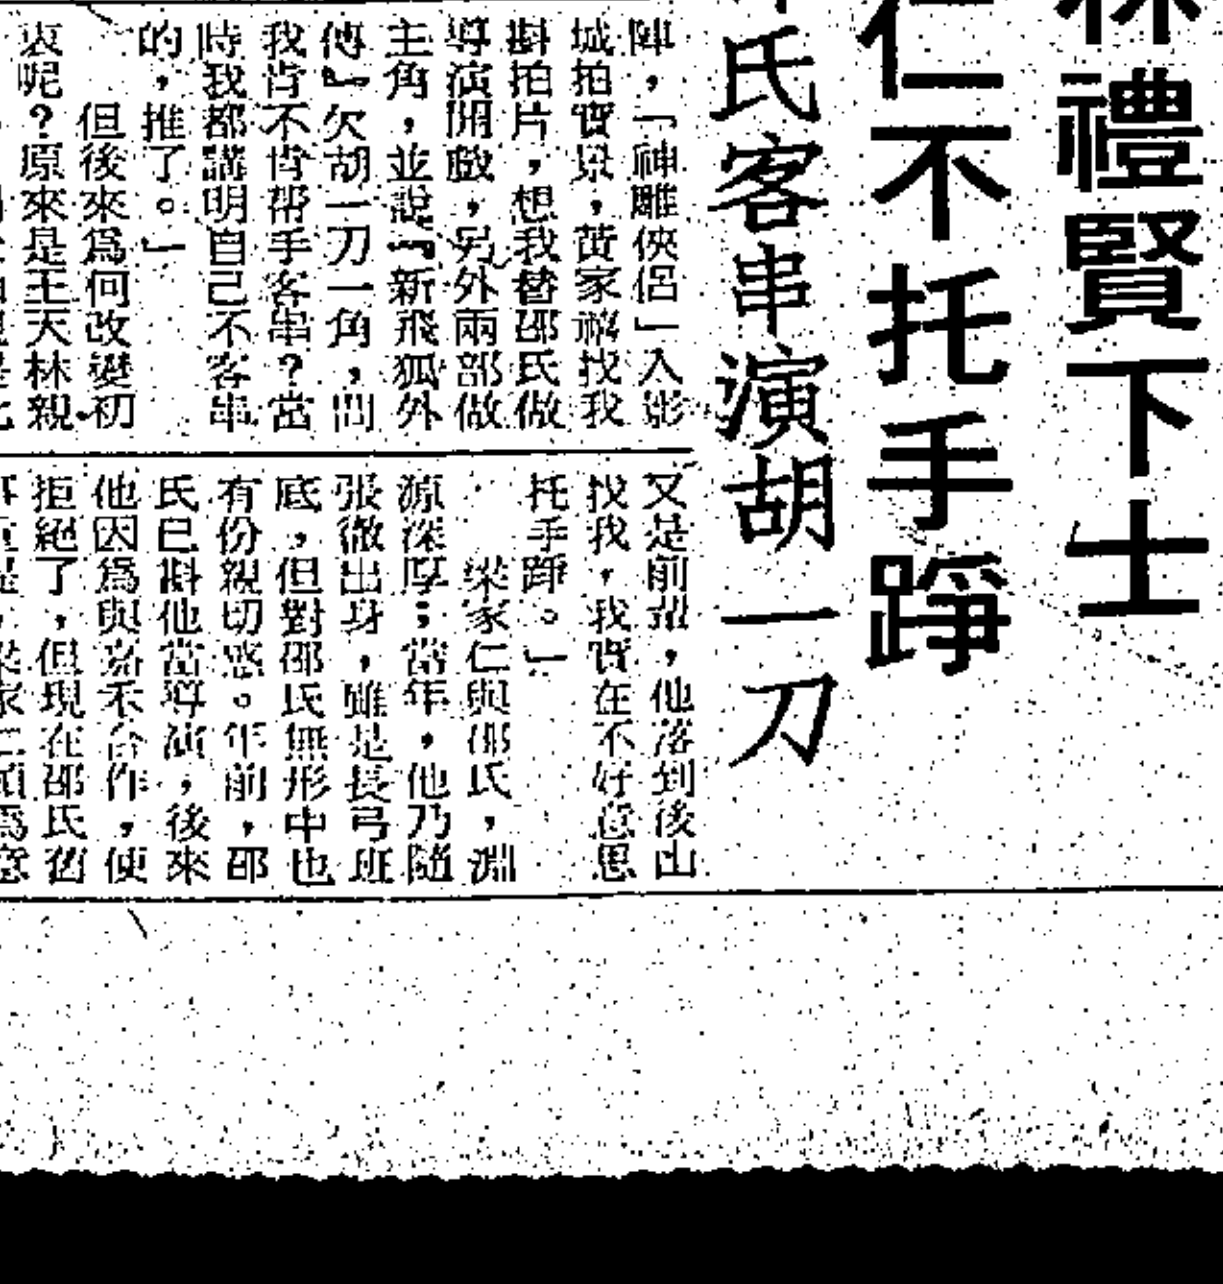 林禮賢下士
仁不托手踭
氏客串演胡一刀
陣，「神雕俠侶」入影
城拍實景，黃家禧找我
斟拍片，想我替邵氏做
導演開戲，另外兩部做
主角，並說『新飛狐外
傳』欠胡一刀一角，問
我肯不肯帮手客串？當
時我都講明自己不客串
的，推了。」
但後來爲何改變初
衷呢？原來是王天林親
又是前輩，他落到後山
找我，我實在不好意思
托手踭。」
梁家仁與邵氏，淵
源深厚；當年，他乃隨
張徹出身，雖是長弓班
底，但對邵氏無形中也
有份親切感。年前，邵
氏已斟他當導演，後來
他因爲與嘉禾合作，便
拒絕了，但現在邵氏舊